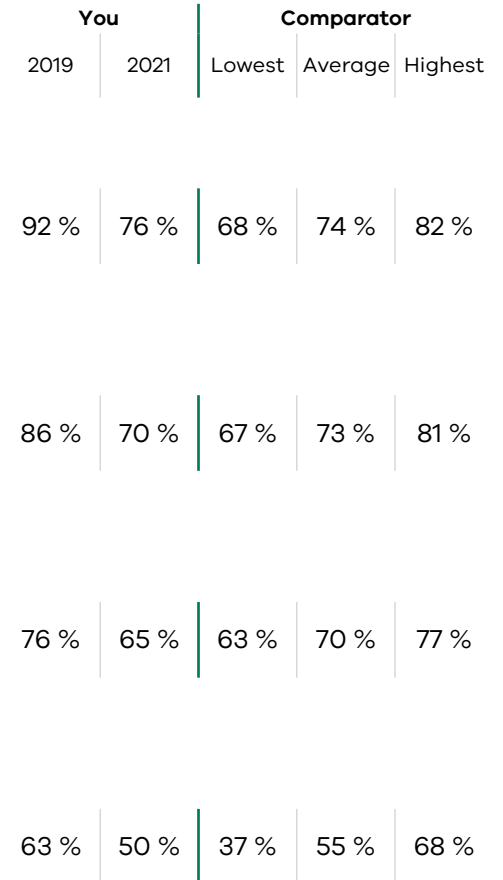 You Comparator
2019 2021 Lowest Average Highest
92 % 76 % 68 % 74 % 82 %
86 % 70 % 67 % 73 % 81 %
76 % 65 % 63 % 70 % 77 %
63 % 50 % 37 % 55 % 68 %